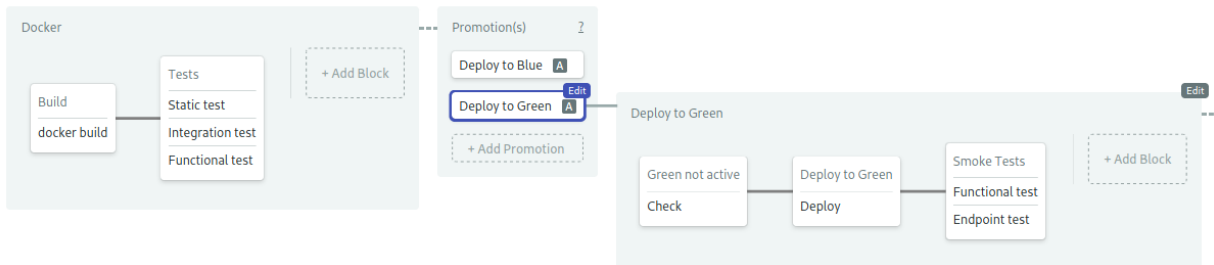 Docker
Build
docker build
Tests
Static test
Integration test
Functional test
+ Add Block
Promotion(s) ?
Deploy to Blue A
Edit
Deploy to Green A
+ Add Promotion
Edit
Deploy to Green
Green not active
Check
Deploy to Green
Deploy
Smoke Tests
Functional test
Endpoint test
+ Add Block